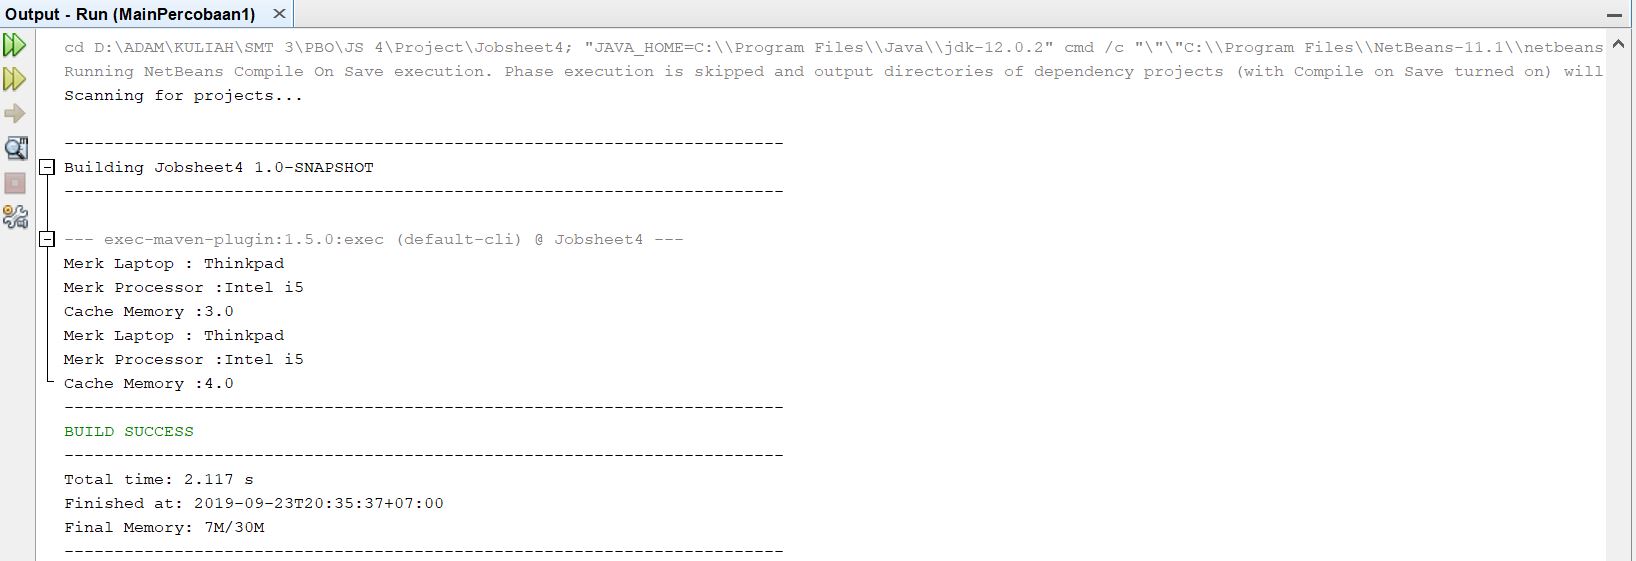 Output - Run (MainPercobaan1)
cd D:\ADAM\KULIAH\SMT 3\PBO\JS 4\Project\Jobsheet4; "JAVA_HOME=C:\\Program Files\\Java\\jdk-12.0.2" cmd /c "\"\"C:\\Program Files\\NetBeans-11.1\\netbeans
Running NetBeans Compile On Save execution. Phase execution is skipped and output directories of dependency projects (with Compile on Save turned on) will
Scanning for projects...
------------------------------------------------------------------------
Building Jobsheet4 1.0-SNAPSHOT
------------------------------------------------------------------------
--- exec-maven-plugin:1.5.0:exec (default-cli) @ Jobsheet4 ---
Merk Laptop : Thinkpad
Merk Processor :Intel i5
Cache Memory :3.0
Merk Laptop : Thinkpad
Merk Processor :Intel i5
Cache Memory :4.0
------------------------------------------------------------------------
BUILD SUCCESS
------------------------------------------------------------------------
Total time: 2.117 s
Finished at: 2019-09-23T20:35:37+07:00
Final Memory: 7M/30M
------------------------------------------------------------------------